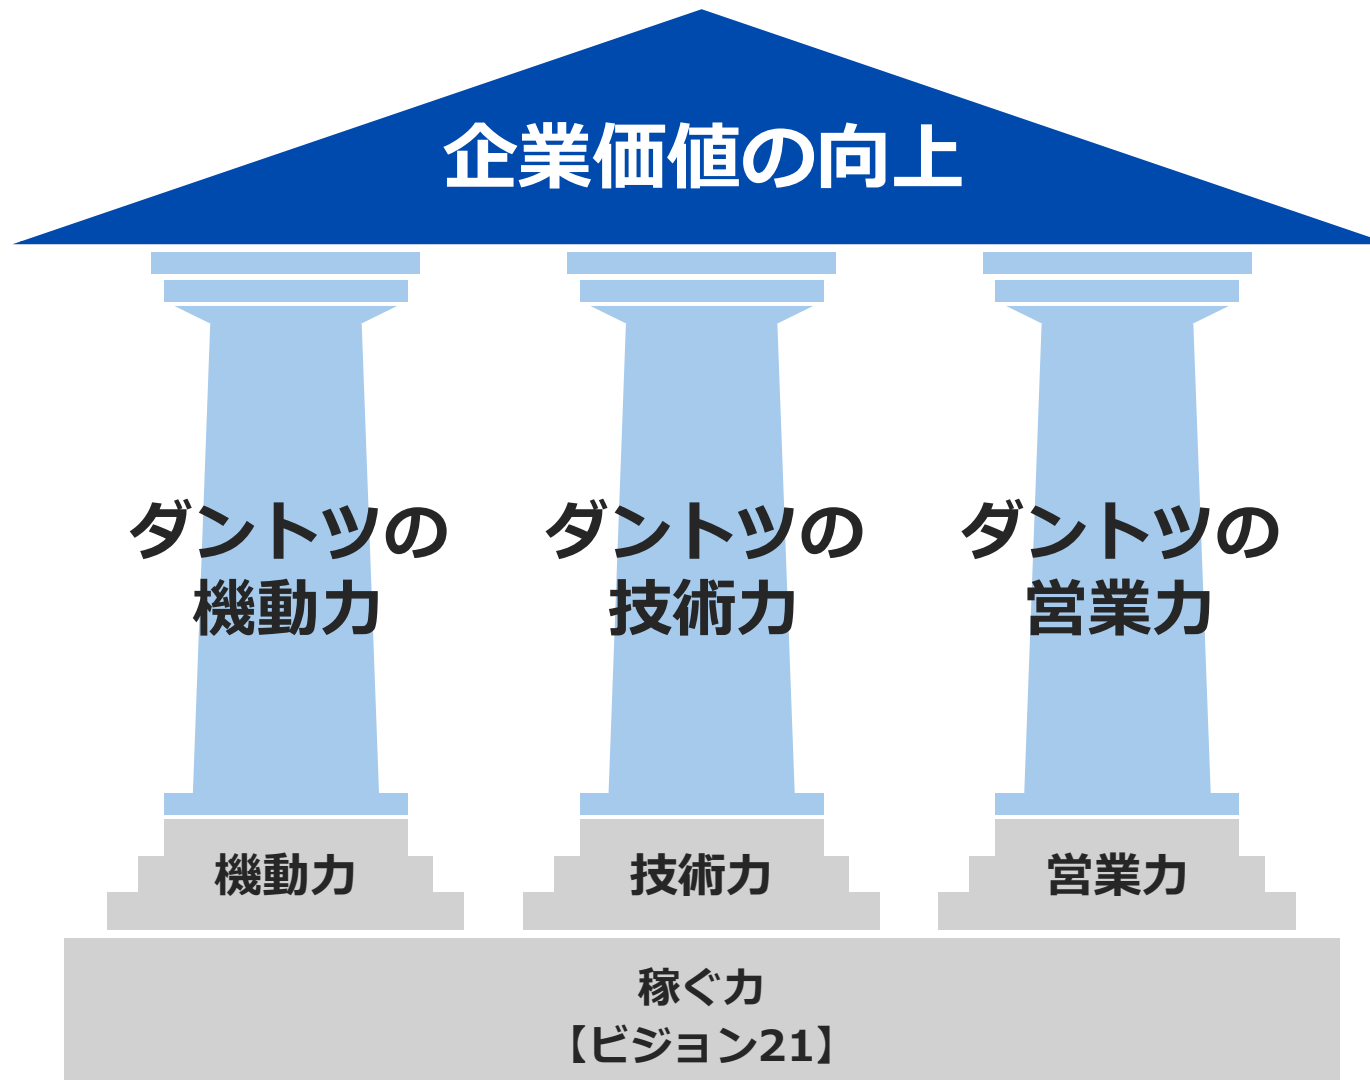 企業価値の向上
ダントツの
機動力
ダントツの
技術力
ダントツの
営業力
機動力
技術力
営業力
稼ぐ力
【ビジョン21】